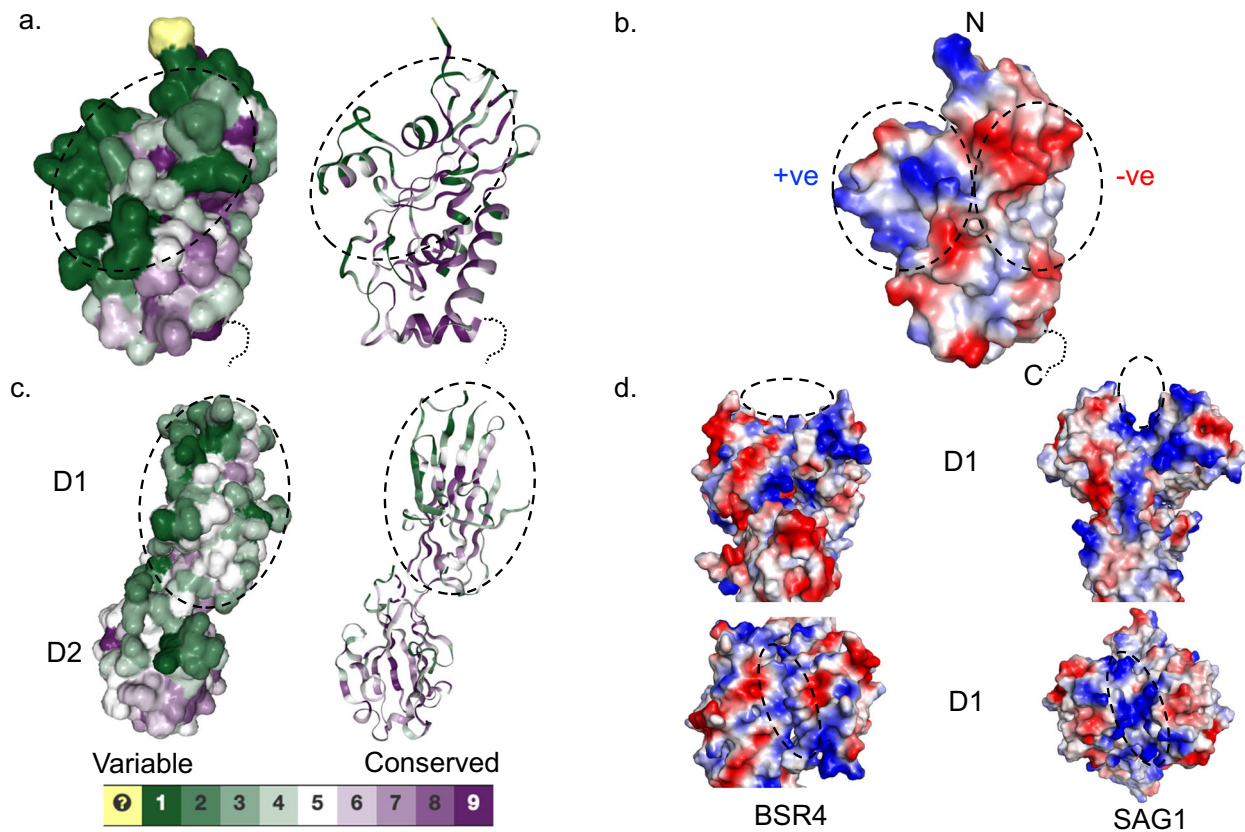 a.
b.
N
+ve
-ve
C
c.
d.
D1
D1
D2
D1
Variable
Conserved
? 1 2 3 4 5 6 7 8 9
BSR4
SAG1